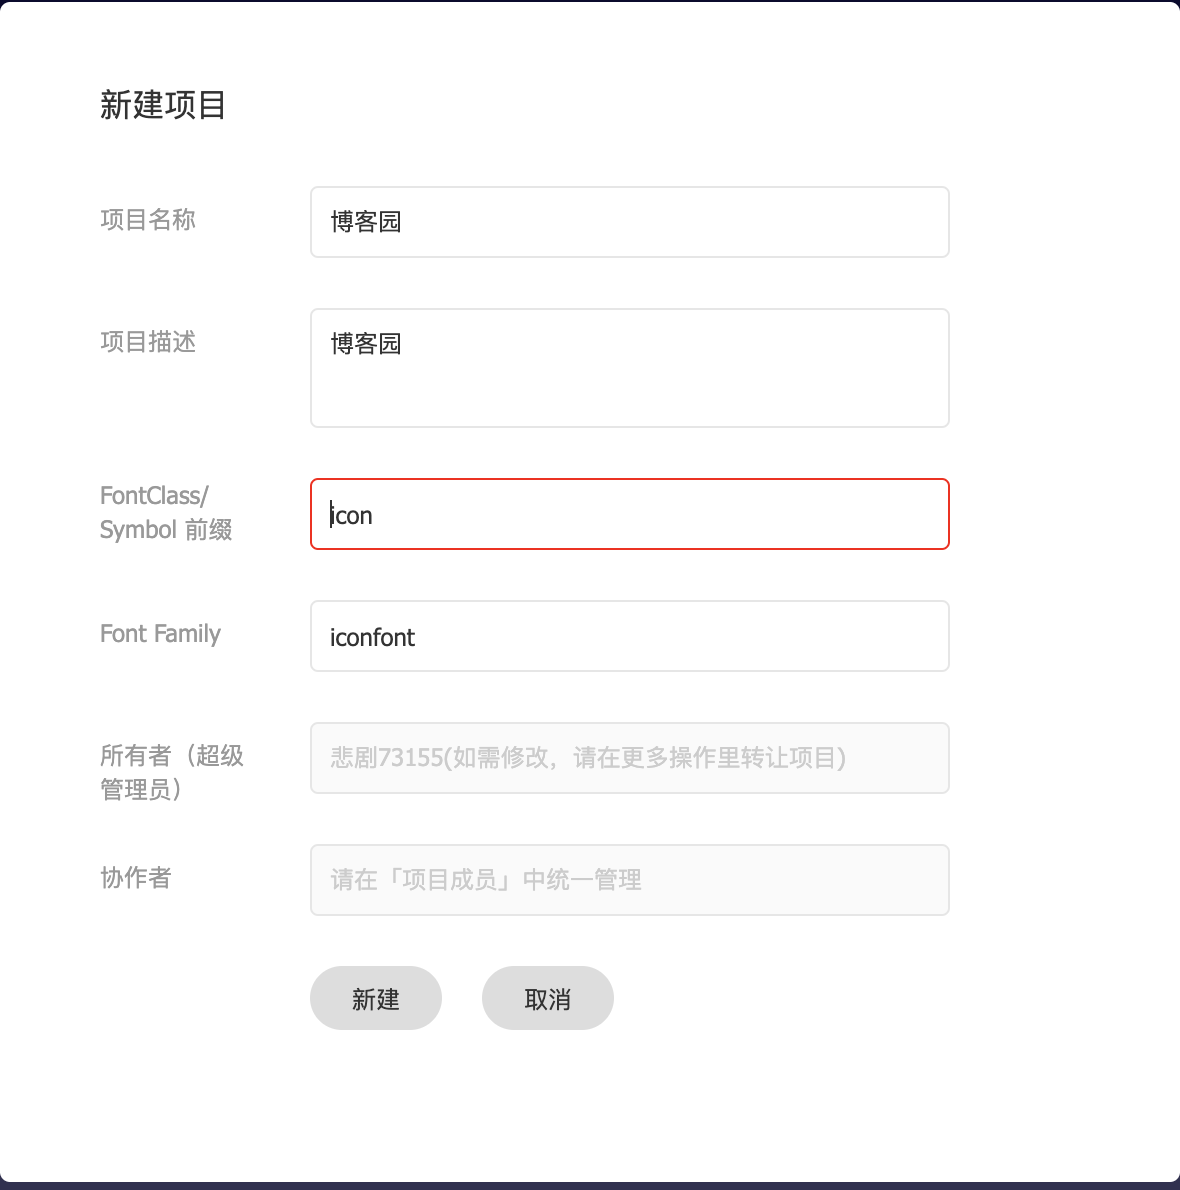 新建项目
项目名称
博客园
项目描述
博客园
FontClass/
Symbol 前缀
icon
Font Family
iconfont
所有者（超级
管理员）
悲剧73155(如需修改，请在更多操作里转让项目)
协作者
请在「项目成员」中统一管理
新建
取消